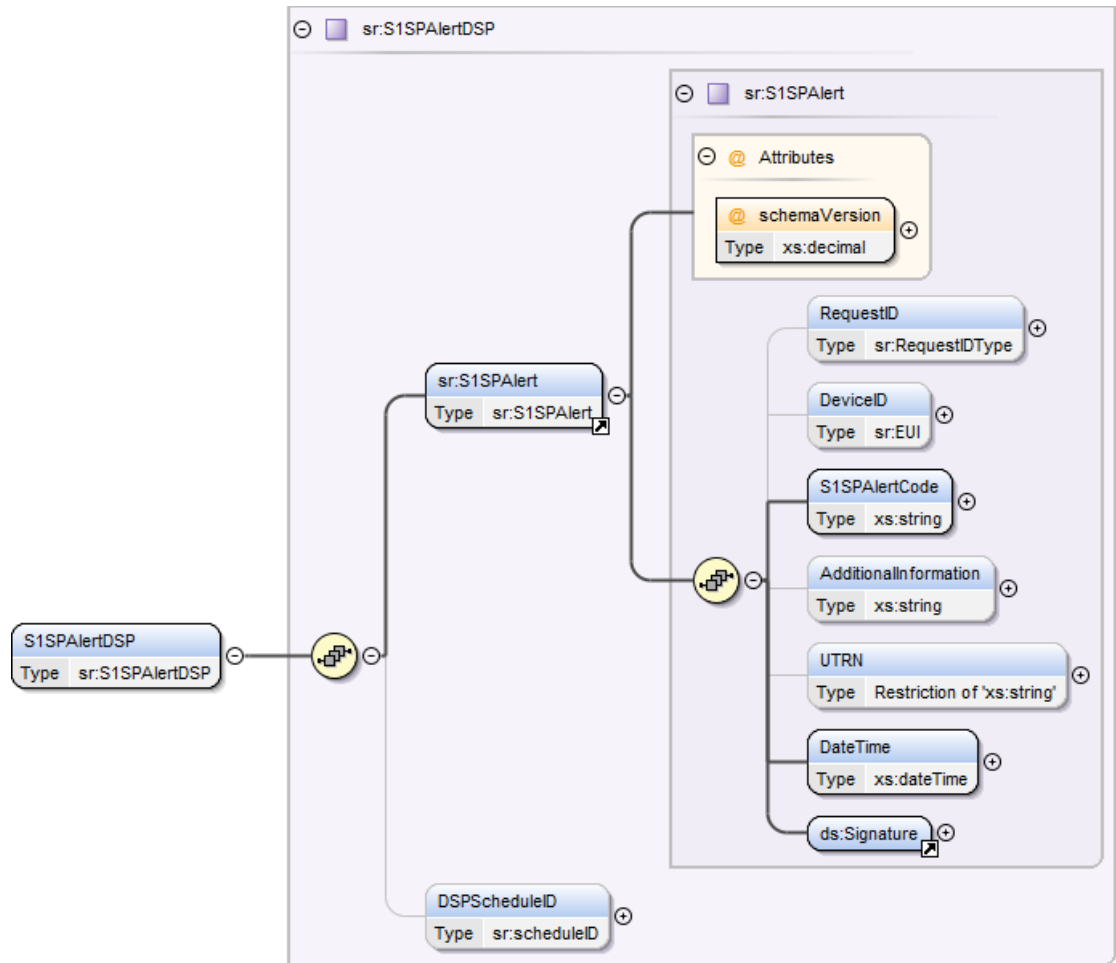 sr:S1SPAlertDSP
sr:S1SPAlert
@ Attributes
@ schemaVersion
Type xs:decimal
RequestID
Type sr:RequestIDType
sr:S1SPAlert
Type sr:S1SPAlert
DeviceID
Type sr:EUI
S1SPAlertCode
Type xs:string
AdditionalInformation
Type xs:string
S1SPAlertDSP
Type sr:S1SPAlertDSP
UTRN
Type Restriction of 'xs:string'
DateTime
Type xs:dateTime
ds:Signature
DSPScheduleID
Type sr:scheduleID